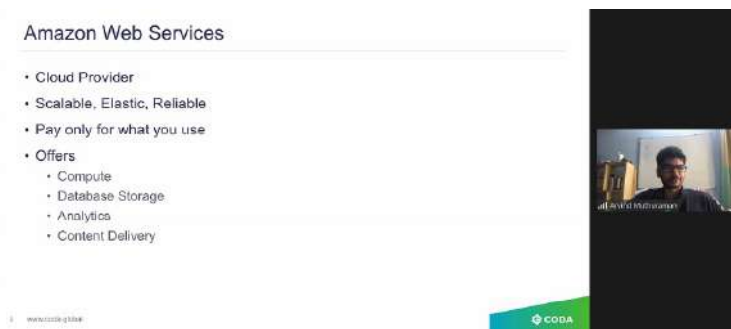 Amazon Web Services
• Cloud Provider
• Scalable, Elastic, Reliable
• Pay only for what you use
• Offers
• Compute
• Database Storage
• Analytics
• Content Delivery
CODA